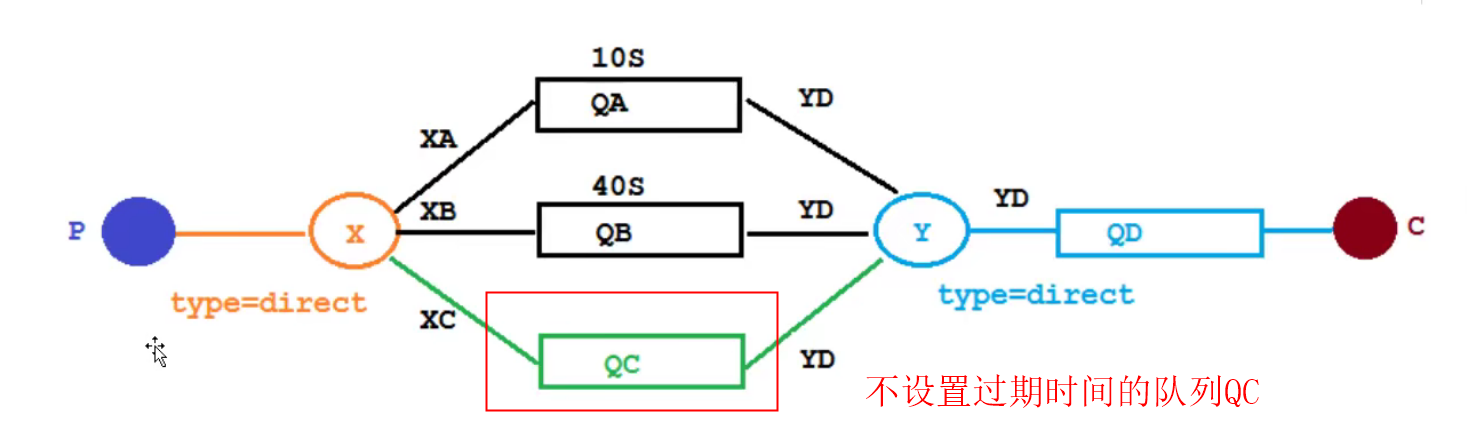 10S
QA
YD
XA
40S
XB
QB
YD
YD
P
X
Y
QD
C
type=direct
type=direct
XC
QC
YD
不设置过期时间的队列QC